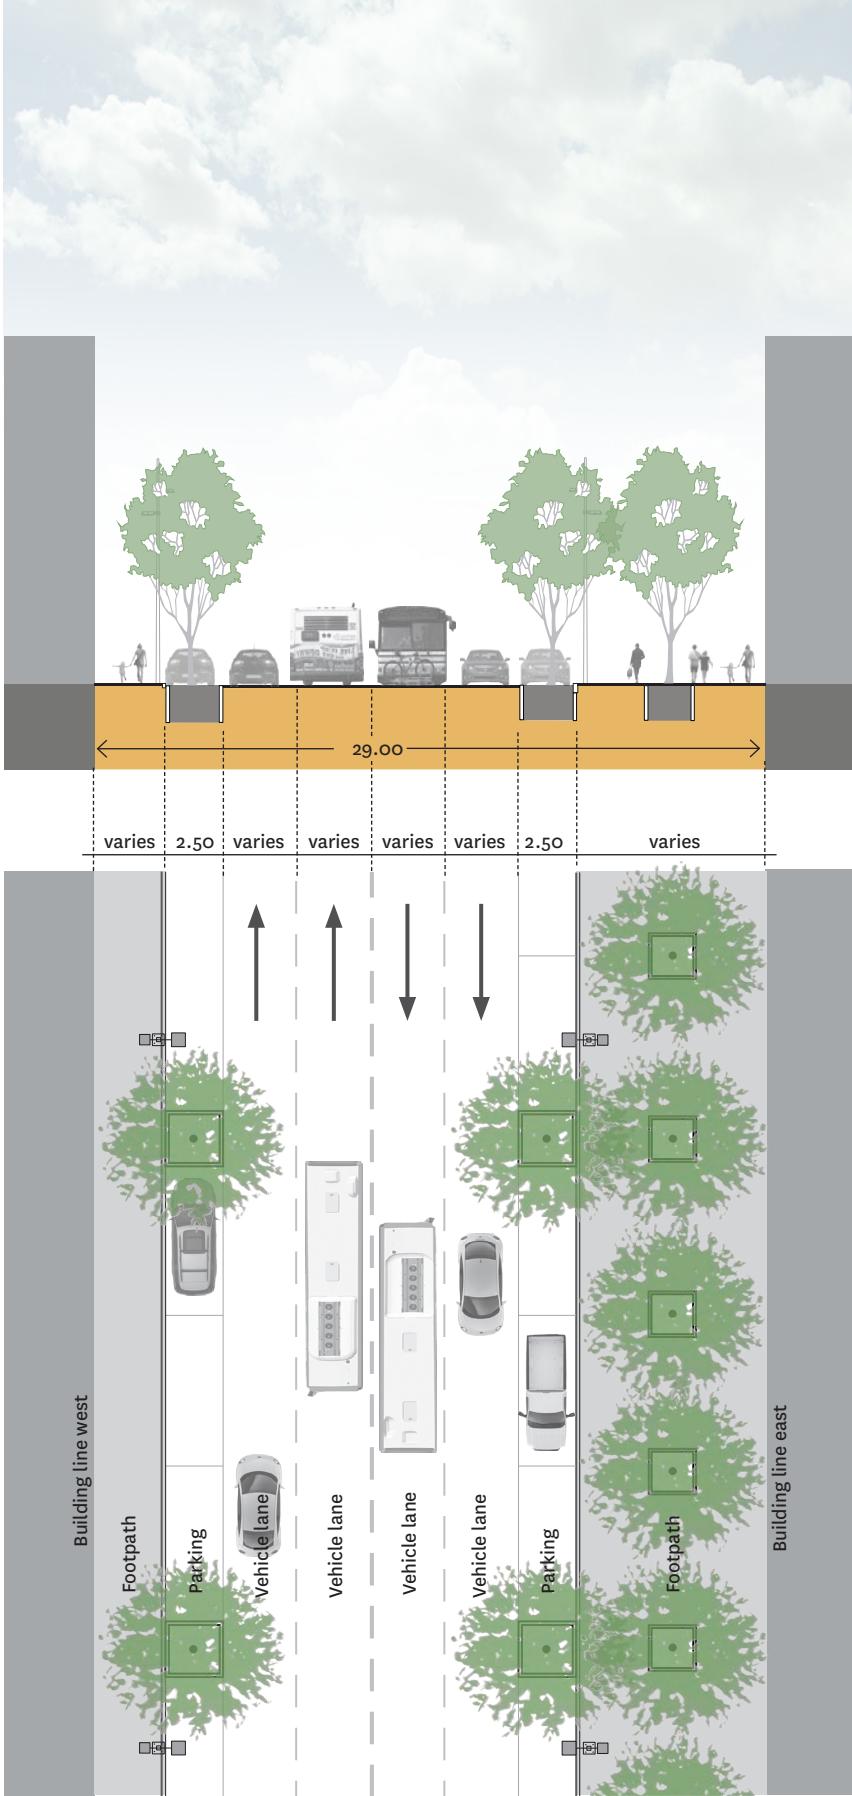 29.00
varies 2.50 varies varies varies varies 2.50 varies
Building line west
Footpath
Parking
Vehicle lane
Vehicle lane
Vehicle lane
Vehicle lane
Parking
Footpath
Building line east